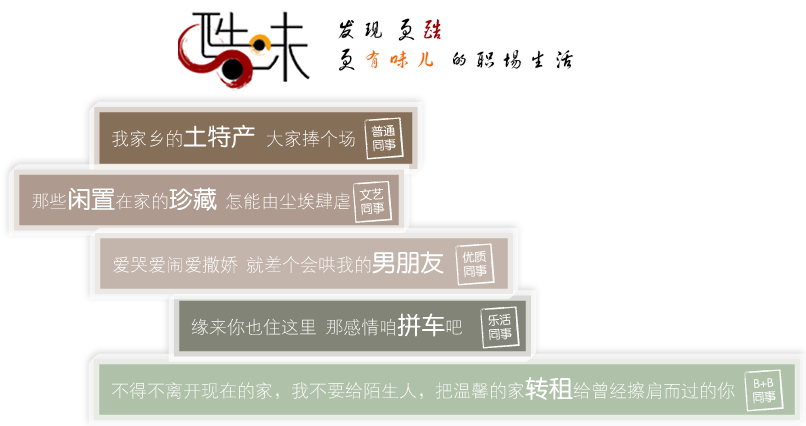 酷味
发现更酷
更有味儿的职场生活
我家乡的土特产 大家捧个场 普通同事
那些闲置在家的珍藏 怎能由尘埃肆虐 文艺同事
爱哭爱闹爱撒娇 就差个会哄我的男朋友 优质同事
缘来你也住这里 那感情咱拼车吧 乐活同事
不得不离开现在的家，我不要给陌生人，把温馨的家转租给曾经擦肩而过的你 B+B同事